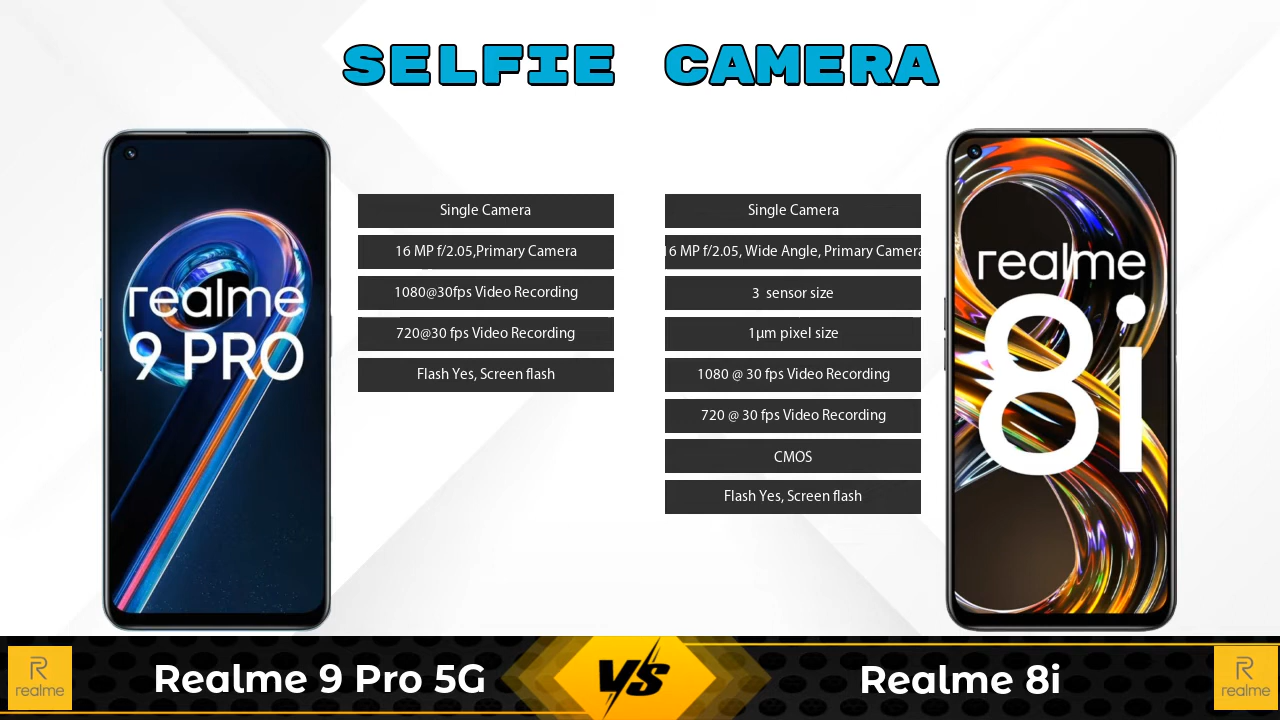 SELFIE CAMERA
realme
9 PRO
Single Camera
16 MP f/2.05,Primary Camera
1080@30fps Video Recording
720@30 fps Video Recording
Flash Yes, Screen flash
Single Camera
16 MP f/2.05, Wide Angle, Primary Camera
3 sensor size
1µm pixel size
1080 @ 30 fps Video Recording
720 @ 30 fps Video Recording
CMOS
Flash Yes, Screen flash
realme
8i
R
realme
Realme 9 Pro 5G
VS
Realme 8i
R
realme